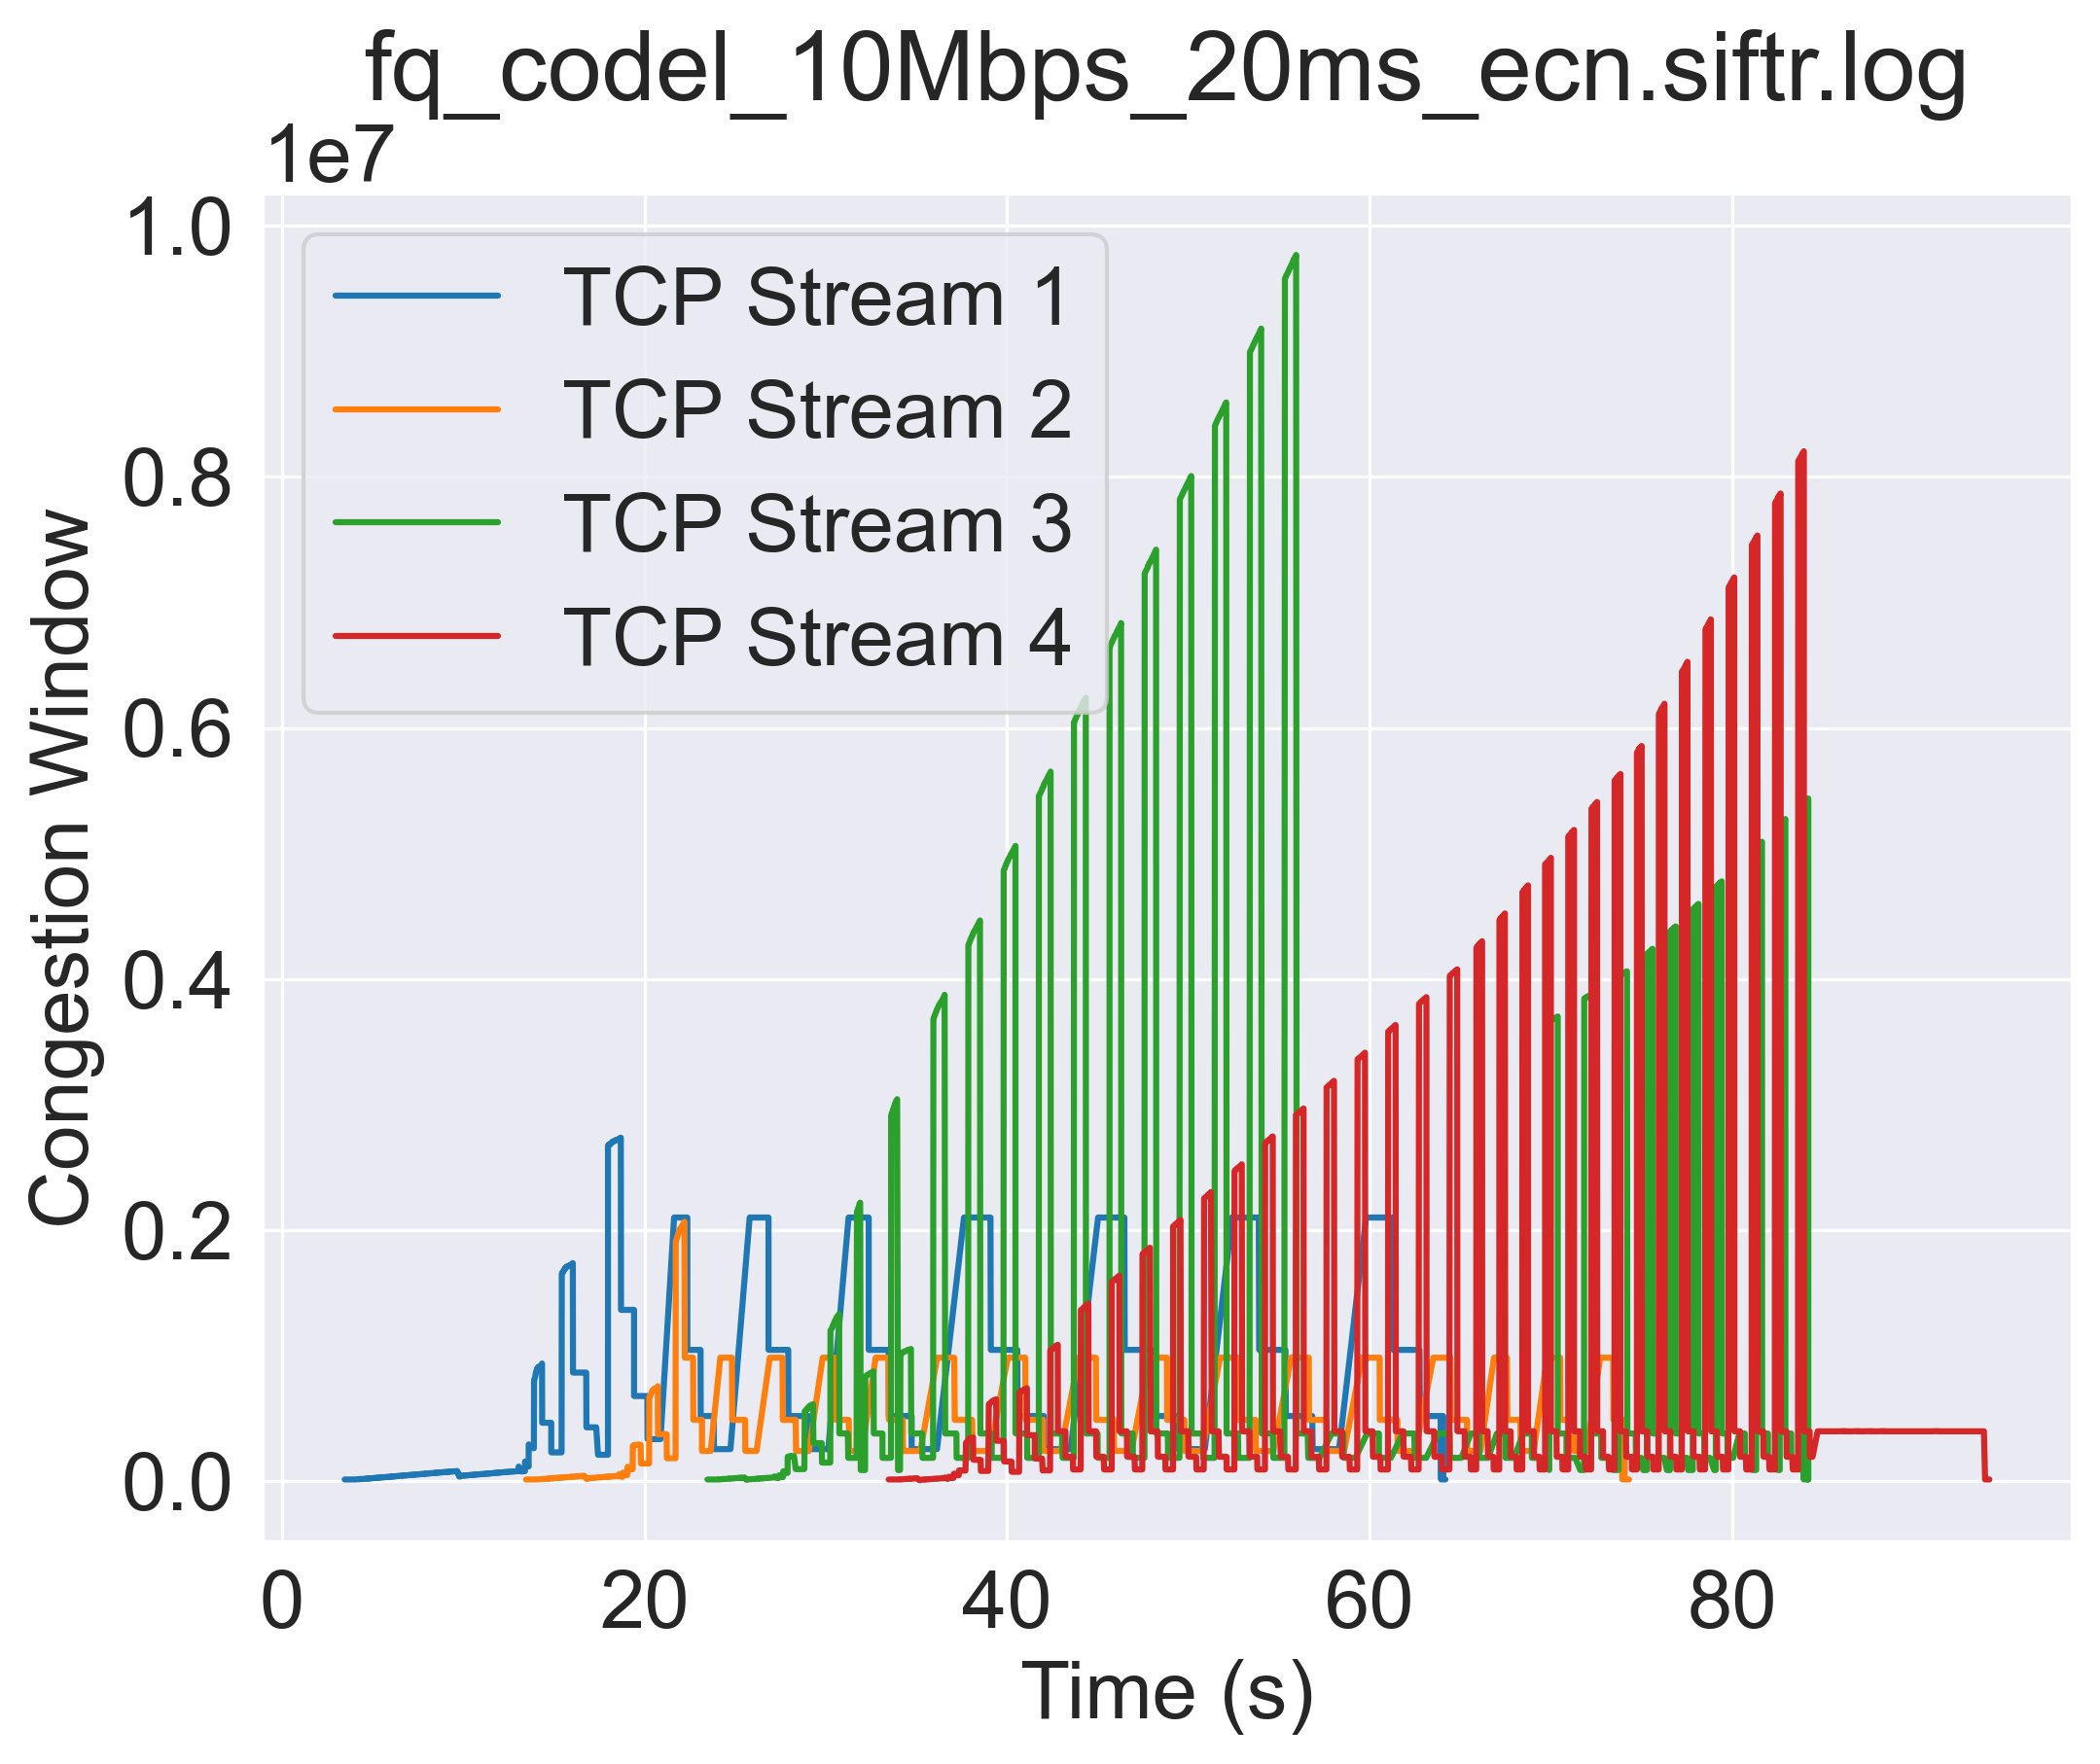 fq_codel_10Mbps_20ms_ecn.siftr.log
1e7
1.0
0.8
0.6
0.4
0.2
0.0
Congestion Window
TCP Stream 1
TCP Stream 2
TCP Stream 3
TCP Stream 4
0 20 40 60 80
Time (s)